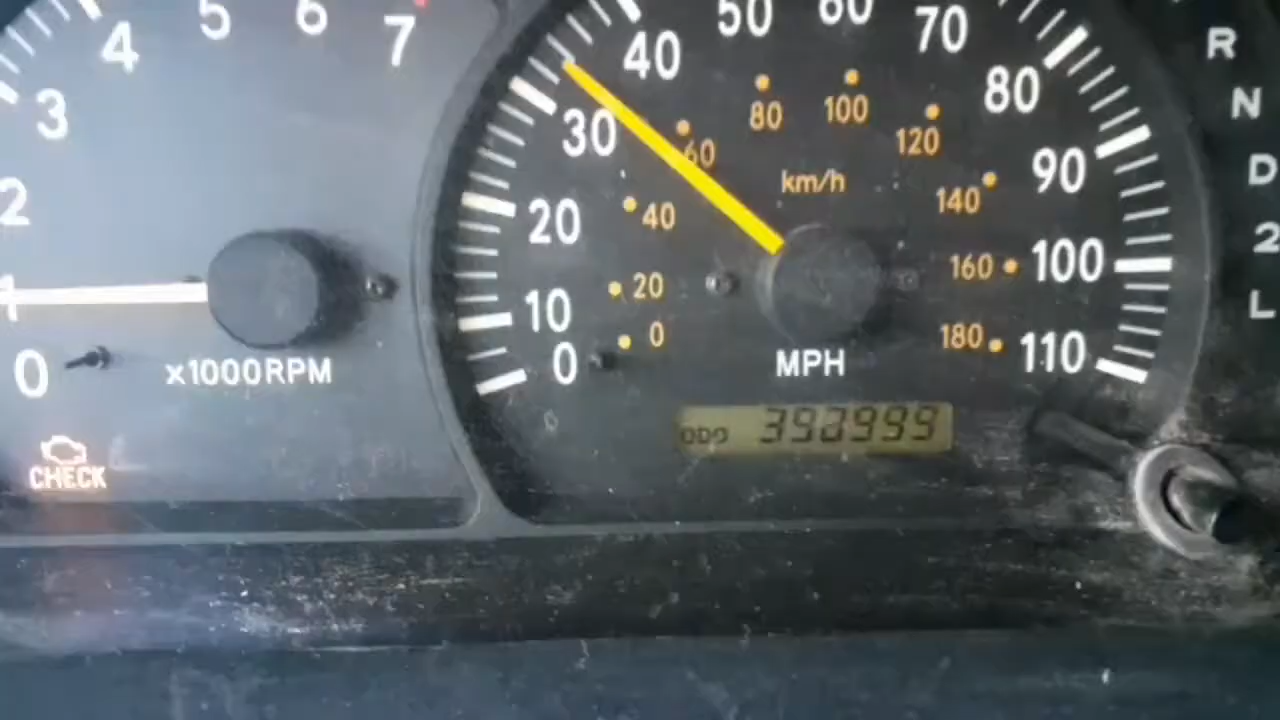 0 1 2 3 4 5 6 7
x1000RPM
CHECK
0 10 20 30 40 50 60 70 80 90 100 110
0 20 40 60 80 100 120 140 160 180
km/h
MPH
ODO
R
N
D
2
L